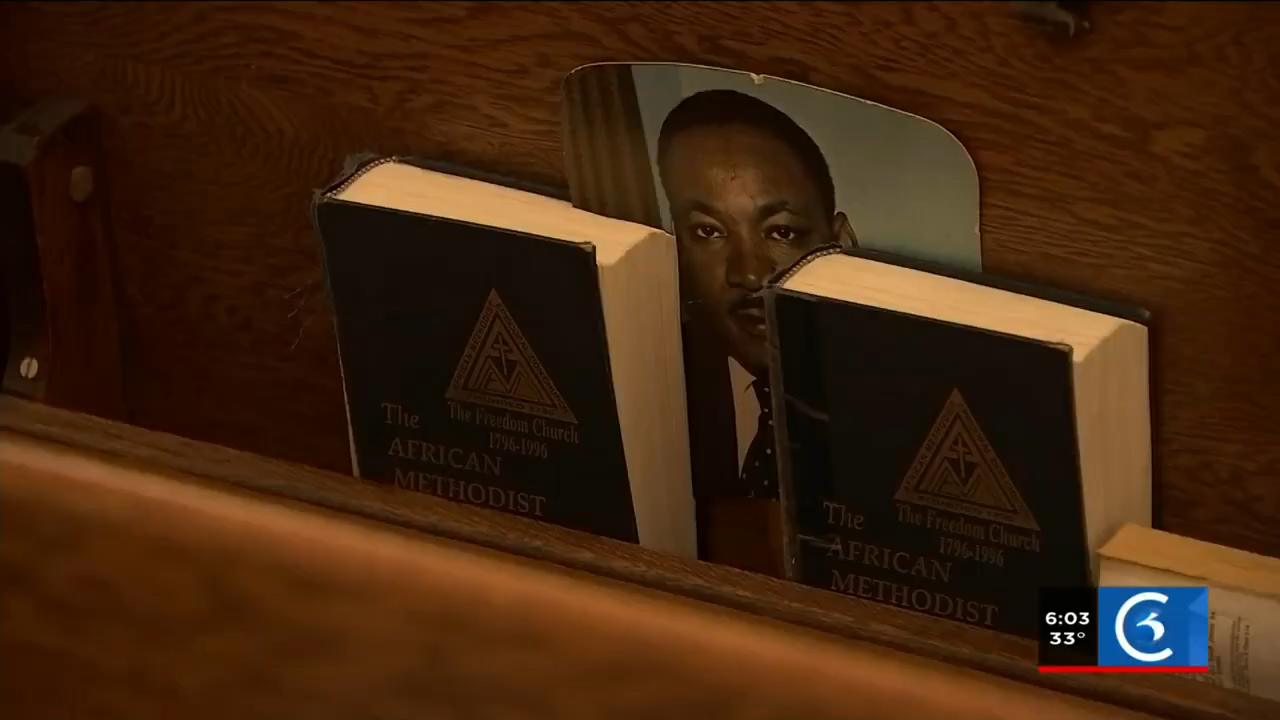 The Freedom Church
1796-1996
The
AFRICAN
METHODIST
The Freedom Church
1796-1996
The
AFRICAN
METHODIST
6:03
33°
C3